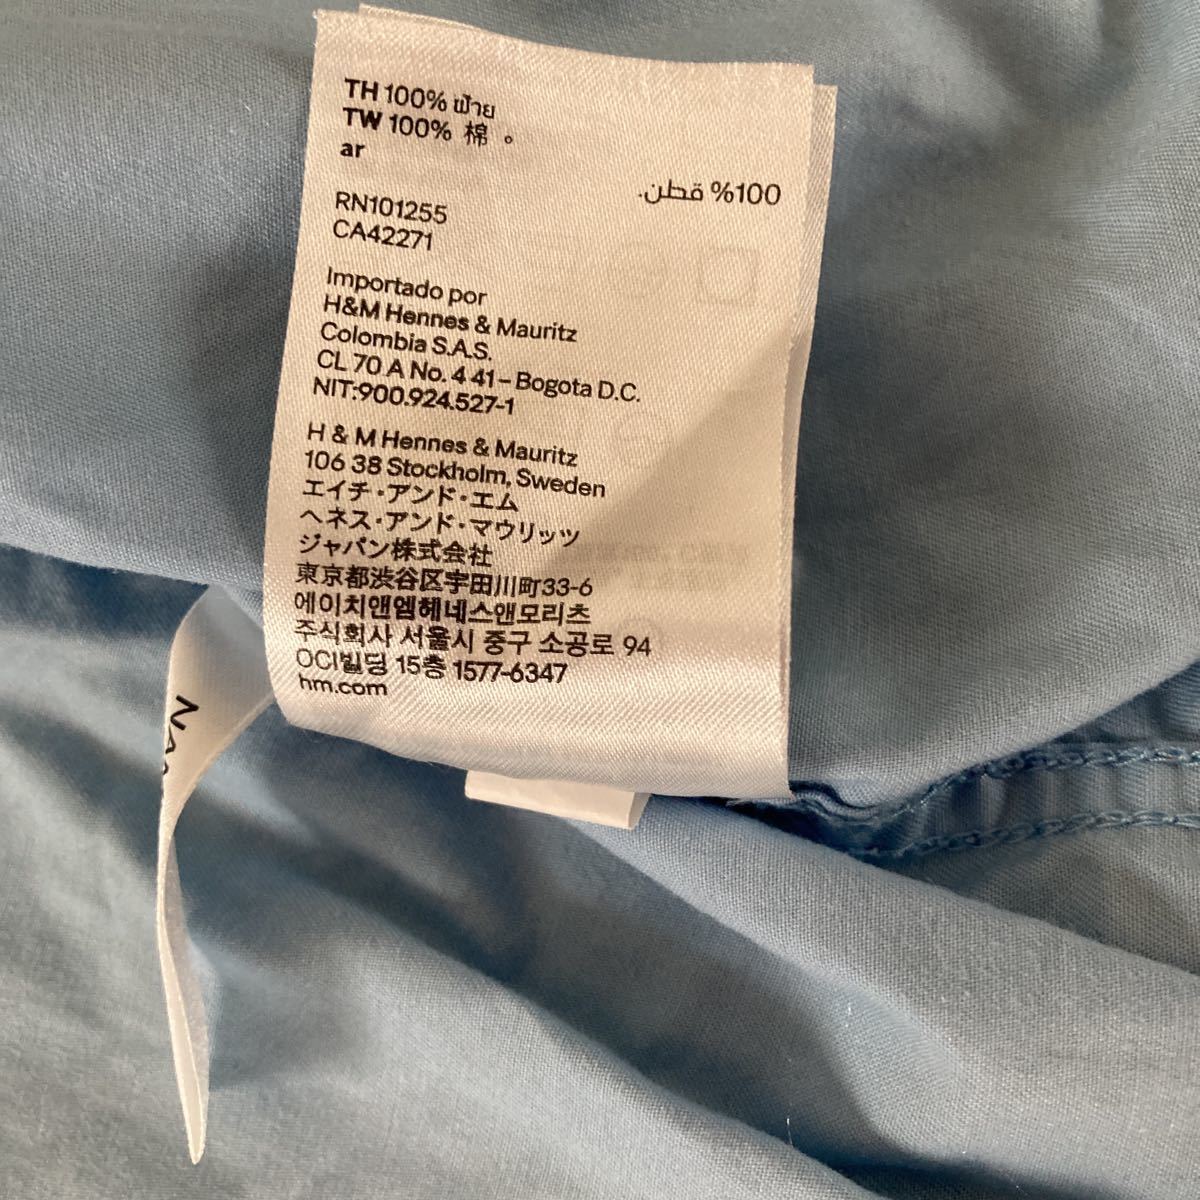 TH 100% ฝ้าย
TW 100% 棉 。
ar
%100 قطن.
RN101255
CA42271
Importado por
H&M Hennes & Mauritz
Colombia S.A.S.
CL 70 A No. 4 41 – Bogota D.C.
NIT:900.924.527-1
H & M Hennes & Mauritz
106 38 Stockholm, Sweden
エイチ・アンド・エム
ヘネス・アンド・マウリッツ
ジャパン株式会社
東京都渋谷区宇田川町33-6
에이치앤엠헤네스앤모리츠
주식회사 서울시 중구 소공로 94
OCI빌딩 15층 1577-6347
hm.com